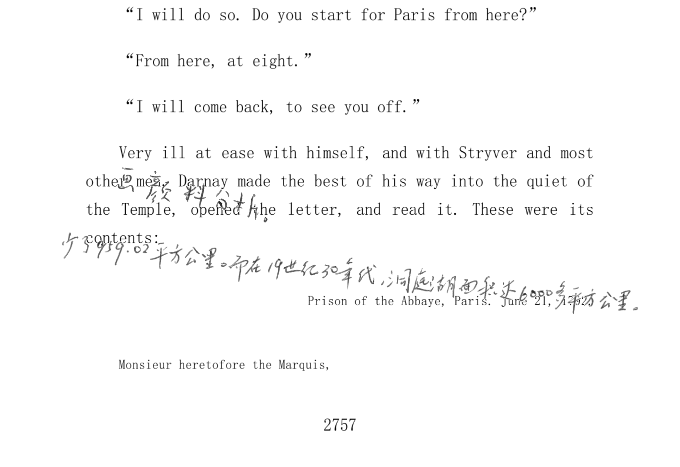 “I will do so. Do you start for Paris from here?”
“From here, at eight.”
“I will come back, to see you off.”
Very ill at ease with himself, and with Stryver and most
other men, Darnay made the best of his way into the quiet of
画颜料分析。
the Temple, opened the letter, and read it. These were its
contents:
少了959.02平方公里。而在19世纪30年代，洞庭湖面积达6000多平方公里。
Prison of the Abbaye, Paris. June 21, 1792.
Monsieur heretofore the Marquis,
2757